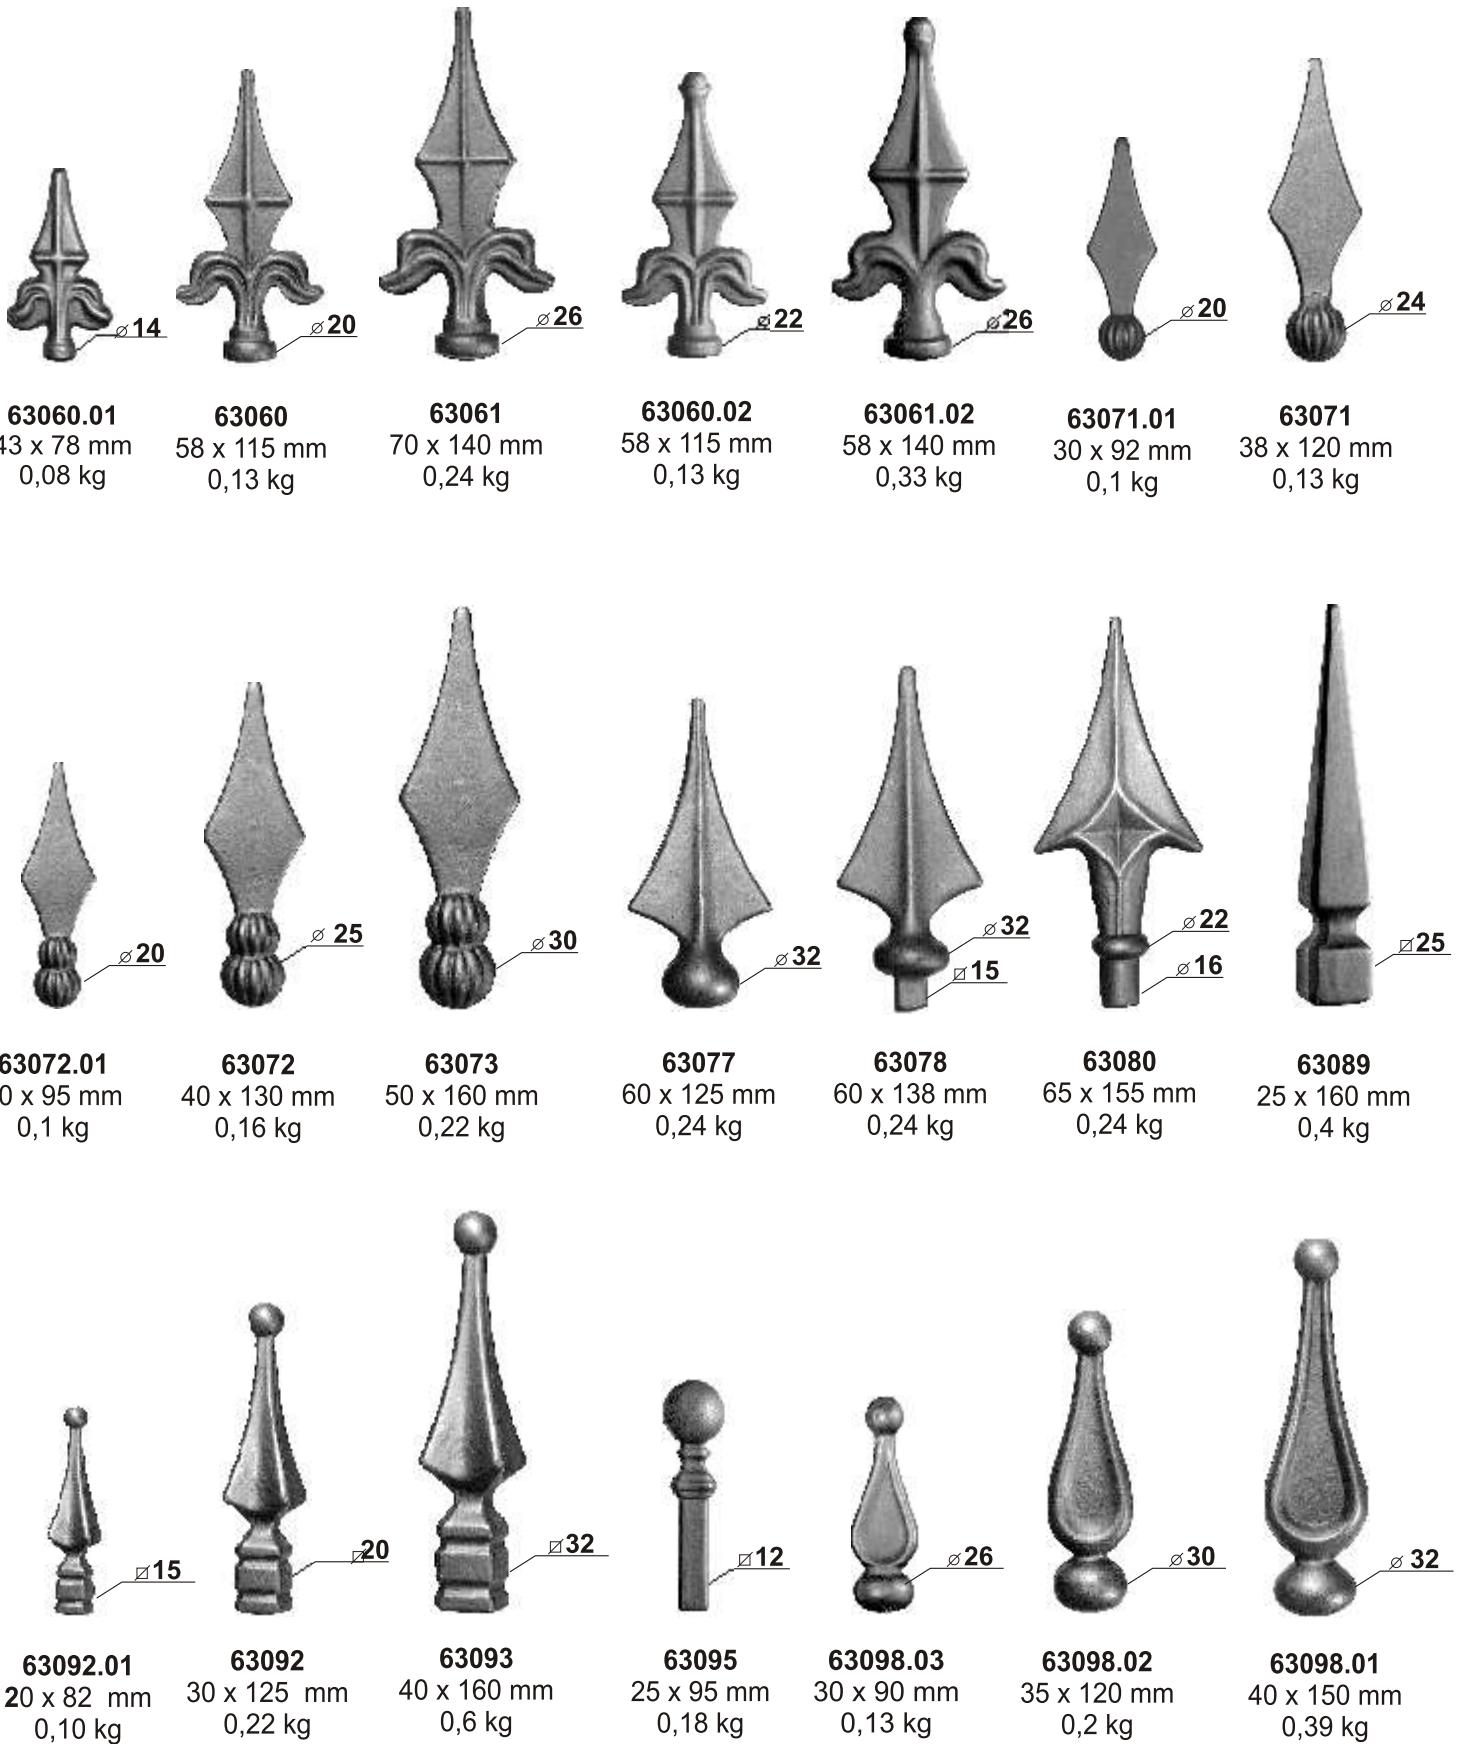 ⌀14
⌀20
⌀26
⌀22
⌀26
⌀20
⌀24
63060.01
43 x 78 mm
0,08 kg
63060
58 x 115 mm
0,13 kg
63061
70 x 140 mm
0,24 kg
63060.02
58 x 115 mm
0,13 kg
63061.02
58 x 140 mm
0,33 kg
63071.01
30 x 92 mm
0,1 kg
63071
38 x 120 mm
0,13 kg
⌀20
⌀25
⌀30
⌀32
⌀32
□15
⌀22
⌀16
□25
63072.01
0 x 95 mm
0,1 kg
63072
40 x 130 mm
0,16 kg
63073
50 x 160 mm
0,22 kg
63077
60 x 125 mm
0,24 kg
63078
60 x 138 mm
0,24 kg
63080
65 x 155 mm
0,24 kg
63089
25 x 160 mm
0,4 kg
□15
□20
□32
□12
⌀26
⌀30
⌀32
63092.01
20 x 82 mm
0,10 kg
63092
30 x 125 mm
0,22 kg
63093
40 x 160 mm
0,6 kg
63095
25 x 95 mm
0,18 kg
63098.03
30 x 90 mm
0,13 kg
63098.02
35 x 120 mm
0,2 kg
63098.01
40 x 150 mm
0,39 kg